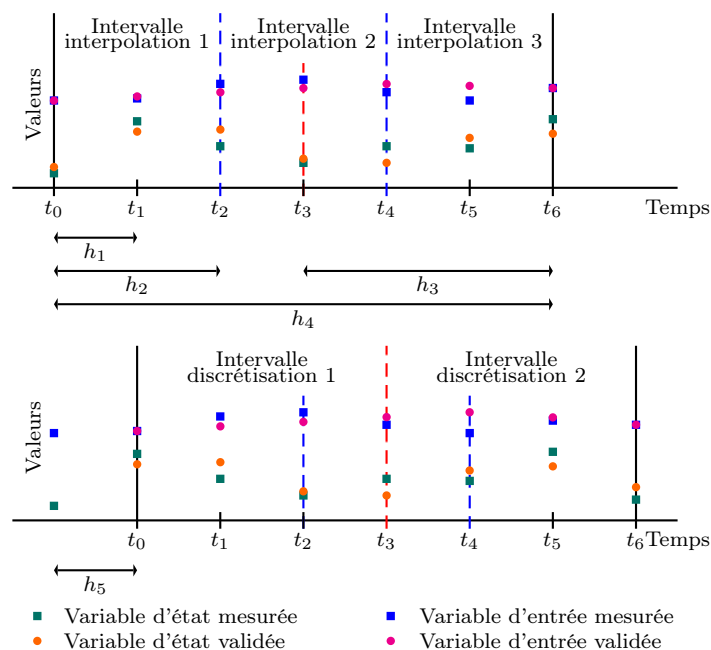 Intervalle
interpolation 1
Intervalle
interpolation 2
Intervalle
interpolation 3
Valeurs
t0 t1 t2 t3 t4 t5 t6 Temps
h1
h2 h3
h4
Intervalle
discrétisation 1
Intervalle
discrétisation 2
Valeurs
t0 t1 t2 t3 t4 t5 t6 Temps
h5
Variable d'état mesurée Variable d'entrée mesurée
Variable d'état validée Variable d'entrée validée